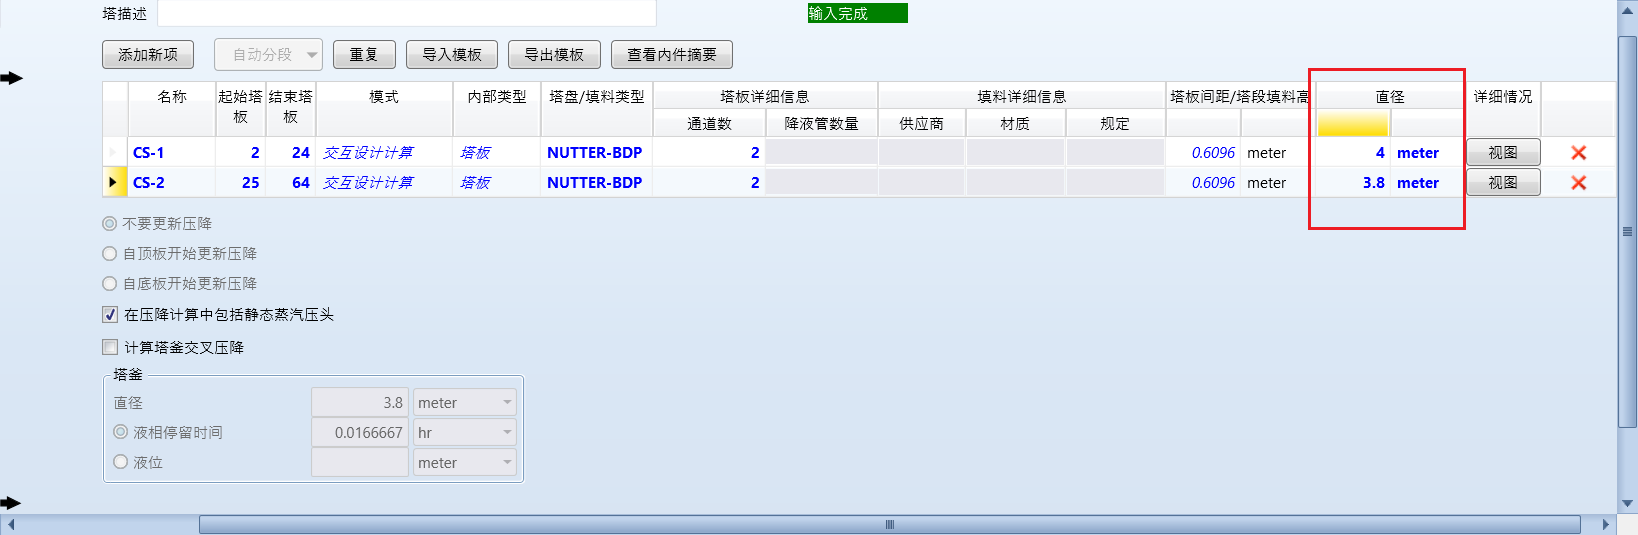 塔描述
输入完成
添加新项 自动分段 重复 导入模板 导出模板 查看内件摘要
名称 起始塔板 结束塔板 模式 内部类型 塔盘/填料类型 塔板详细信息 填料详细信息 塔板间距/塔段填料高 直径 详细情况
通道数 降液管数量 供应商 材质 规定
CS-1 2 24 交互设计计算 塔板 NUTTER-BDP 2 0.6096 meter 4 meter 视图
CS-2 25 64 交互设计计算 塔板 NUTTER-BDP 2 0.6096 meter 3.8 meter 视图
不要更新压降
自顶板开始更新压降
自底板开始更新压降
在压降计算中包括静态蒸汽压头
计算塔釜交叉压降
塔釜
直径 3.8 meter
液相停留时间 0.0166667 hr
液位 meter